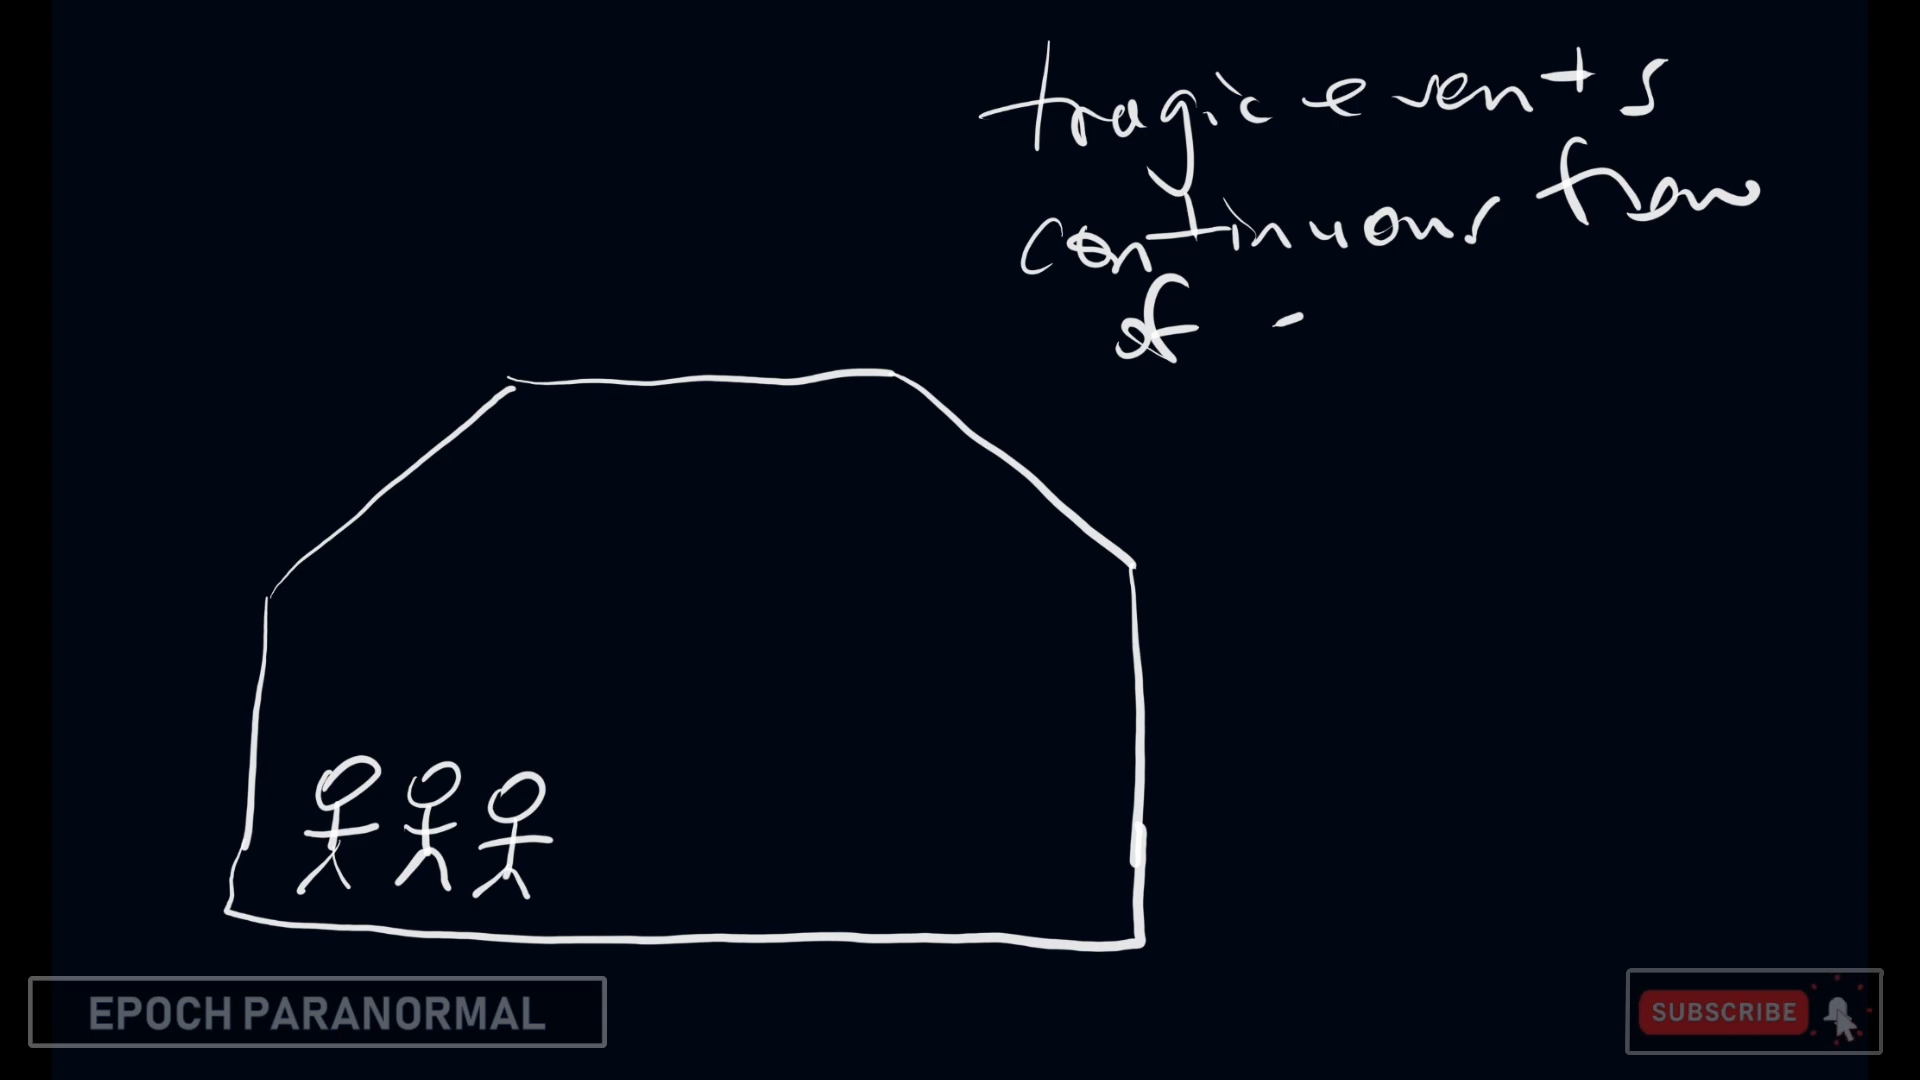 tragic events
continuous flow
of -
EPOCH PARANORMAL
SUBSCRIBE